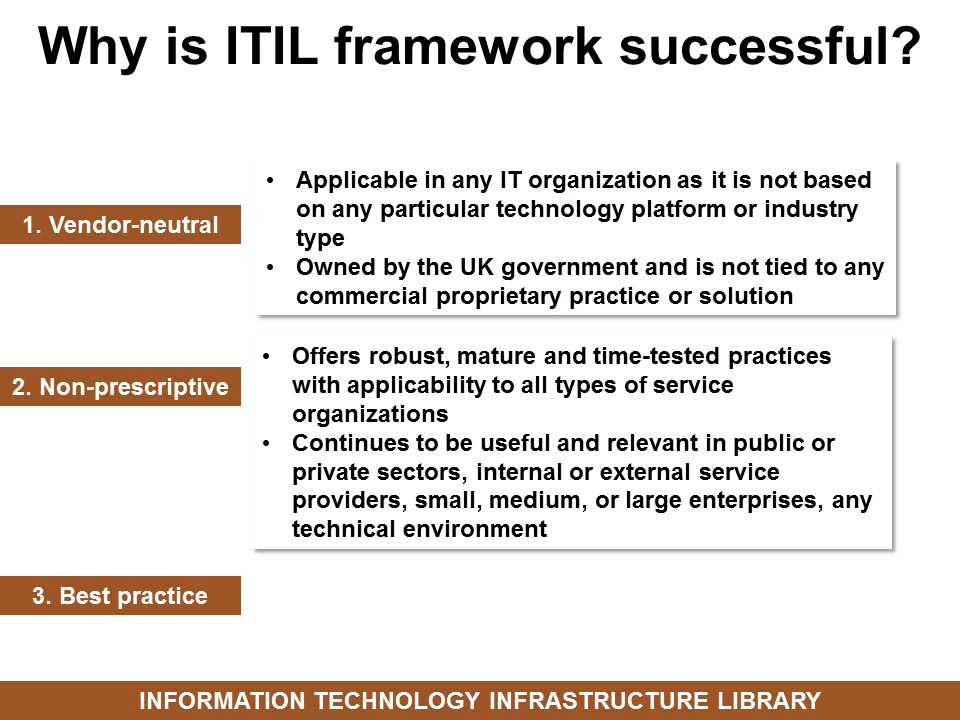 Why is ITIL framework successful?
1. Vendor-neutral
• Applicable in any IT organization as it is not based
on any particular technology platform or industry
type
• Owned by the UK government and is not tied to any
commercial proprietary practice or solution
2. Non-prescriptive
• Offers robust, mature and time-tested practices
with applicability to all types of service
organizations
• Continues to be useful and relevant in public or
private sectors, internal or external service
providers, small, medium, or large enterprises, any
technical environment
3. Best practice
INFORMATION TECHNOLOGY INFRASTRUCTURE LIBRARY